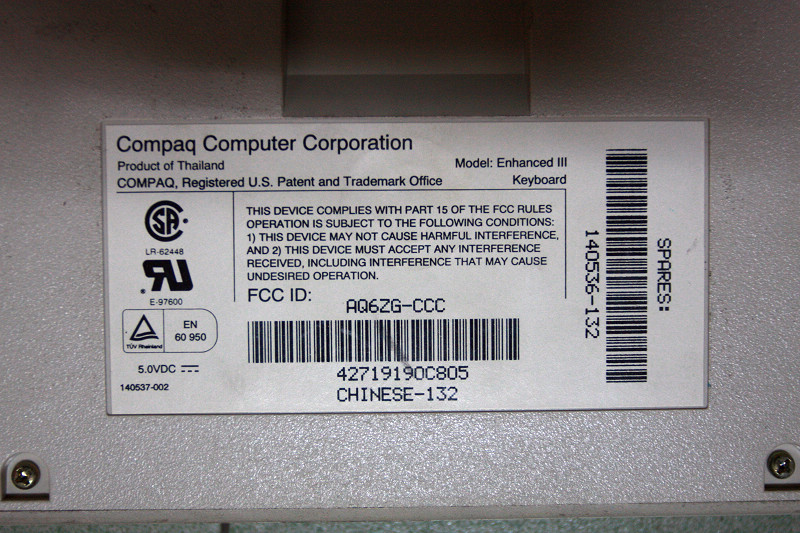 Compaq Computer Corporation
Product of Thailand
Model: Enhanced III
COMPAQ, Registered U.S. Patent and Trademark Office
Keyboard
SA
LR-62448
UR
E-97600
TÜV Rheinland
EN
60 950
5.0VDC
140537-002
THIS DEVICE COMPLIES WITH PART 15 OF THE FCC RULES
OPERATION IS SUBJECT TO THE FOLLOWING CONDITIONS:
1) THIS DEVICE MAY NOT CAUSE HARMFUL INTERFERENCE,
AND 2) THIS DEVICE MUST ACCEPT ANY INTERFERENCE
RECEIVED, INCLUDING INTERFERENCE THAT MAY CAUSE
UNDESIRED OPERATION.
FCC ID:
AQ6ZG-CCC
42719190C805
CHINESE-132
140536-132
SPARES: